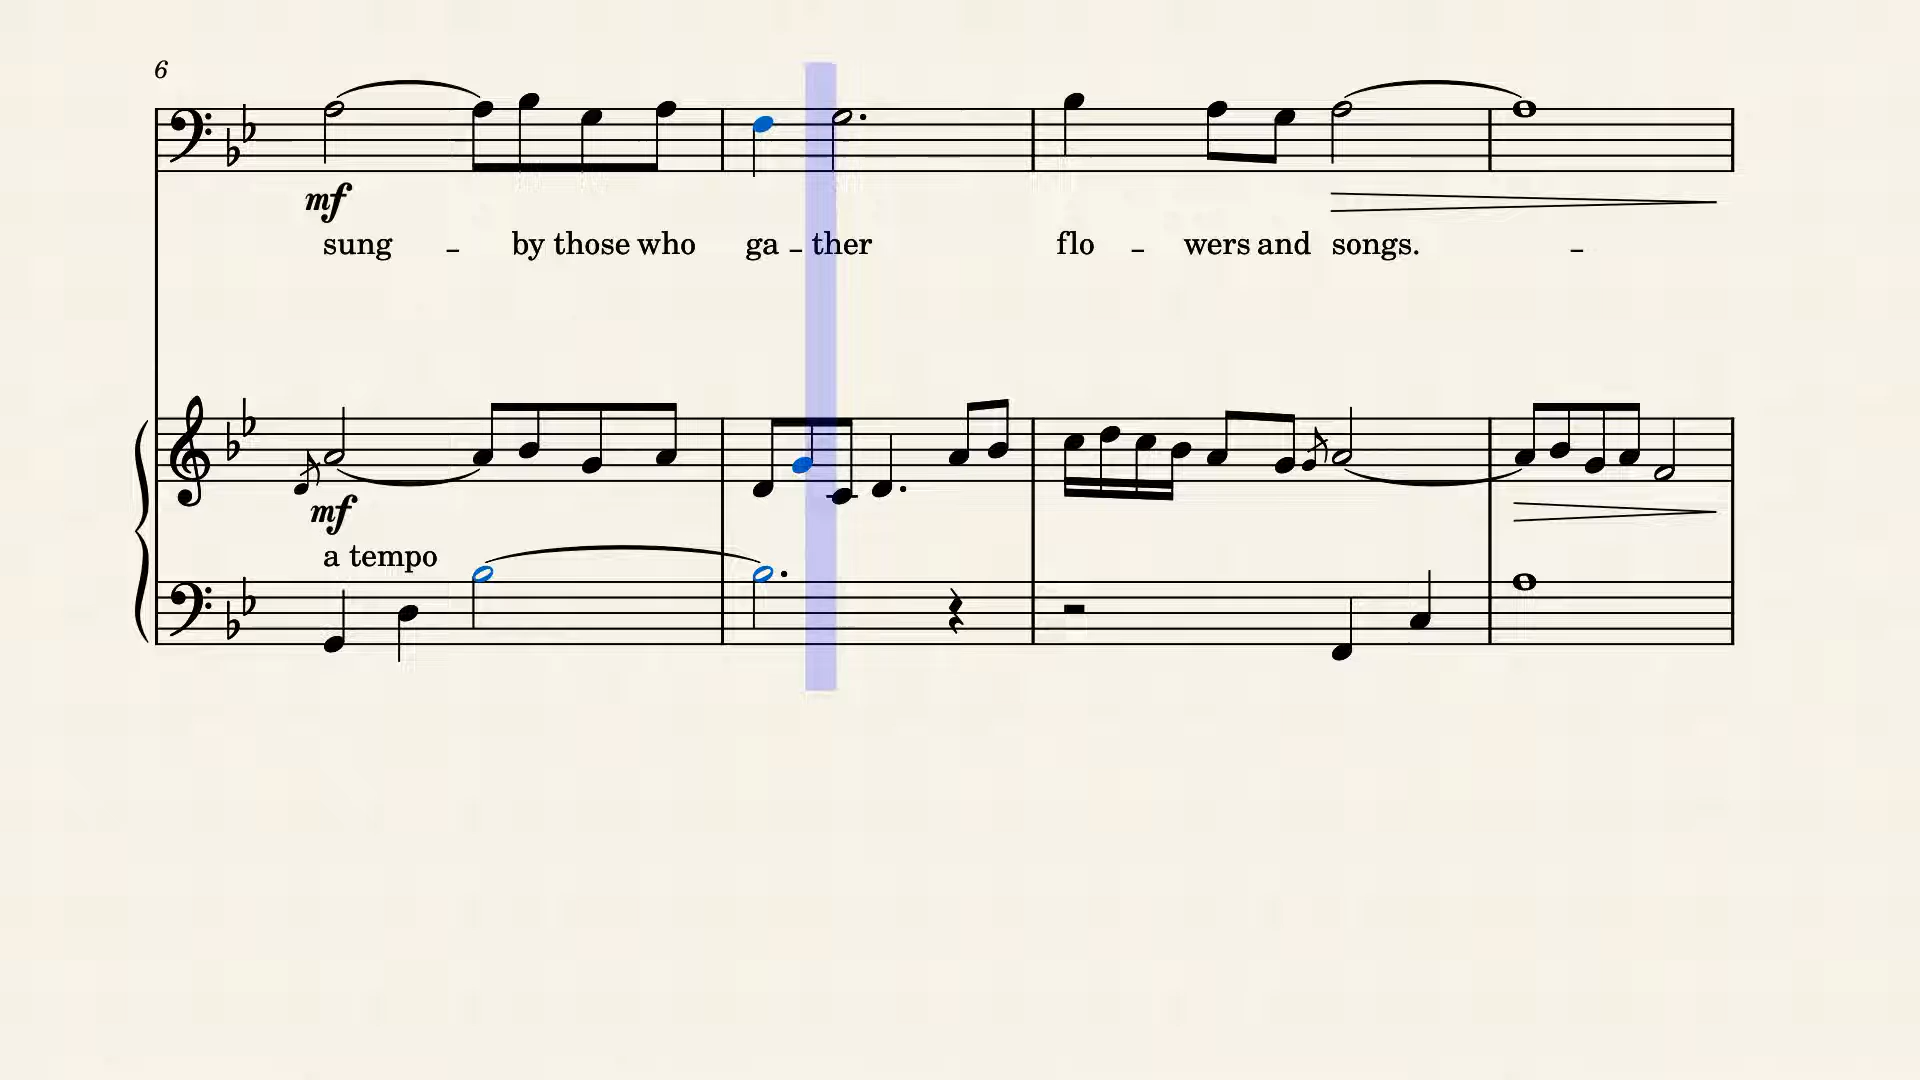 6
mf
sung - by those who ga - ther flo - wers and songs. -
mf
a tempo